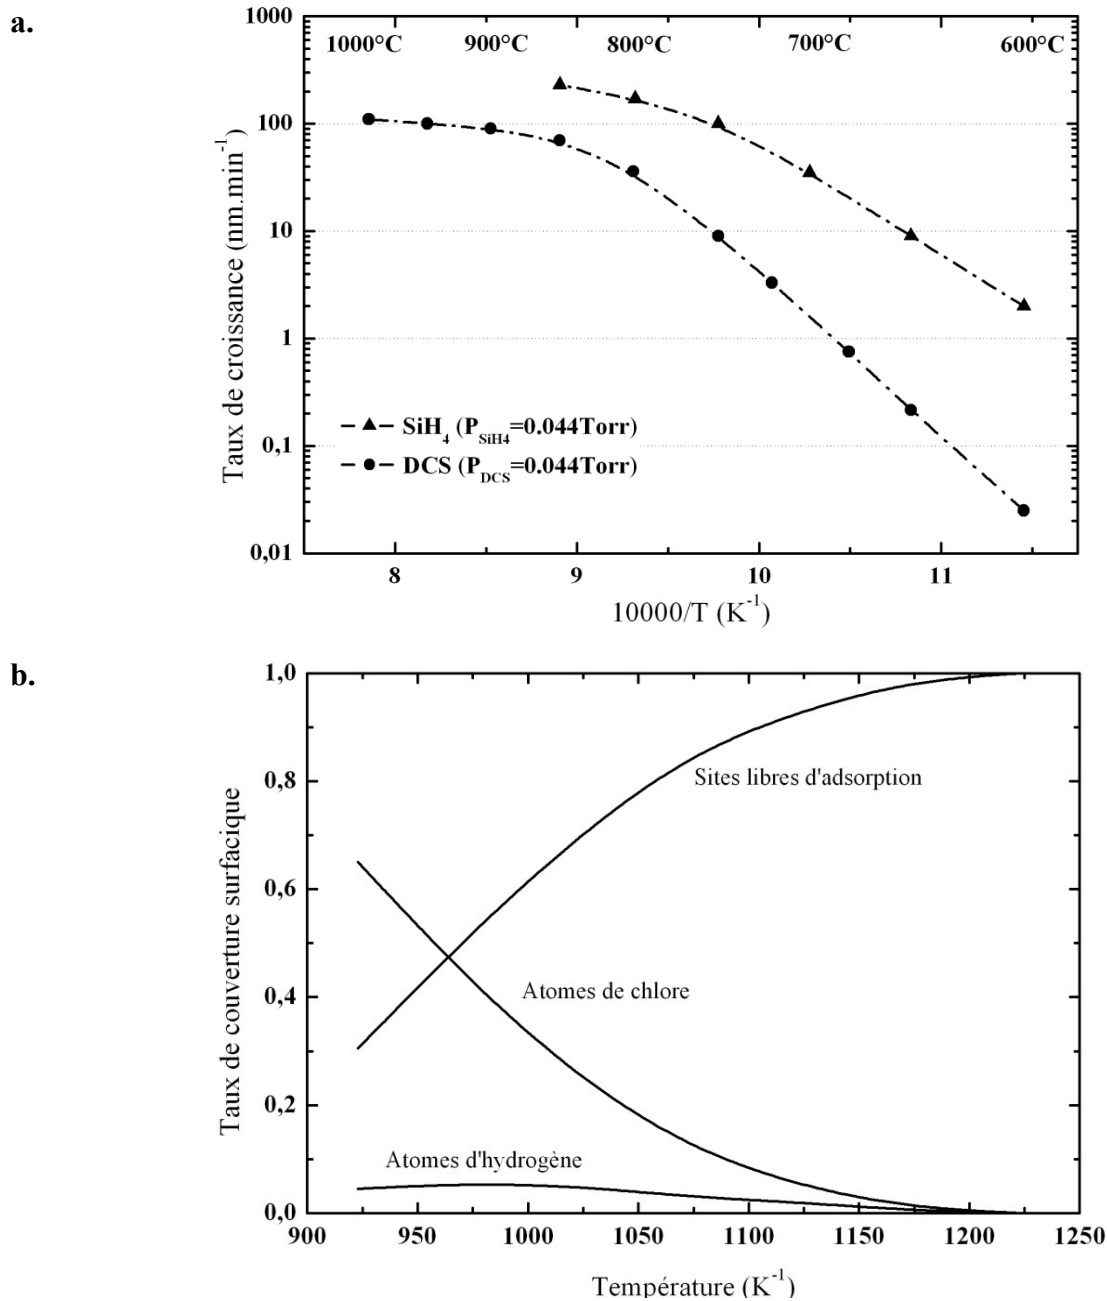 a.
1000
100
10
1
0,1
0,01
Taux de croissance (nm.min⁻¹)
1000°C 900°C 800°C 700°C 600°C
SiH₄ (P_SiH4=0.044Torr)
DCS (P_DCS=0.044Torr)
8 9 10 11
10000/T (K⁻¹)
b.
1,0
0,8
0,6
0,4
0,2
0,0
Taux de couverture surfacique
Sites libres d'adsorption
Atomes de chlore
Atomes d'hydrogène
900 950 1000 1050 1100 1150 1200 1250
Température (K⁻¹)